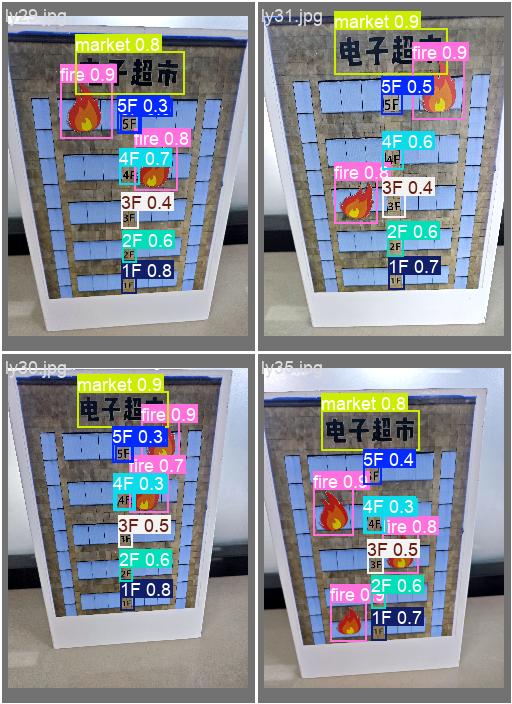 ly29.jpg
market 0.8
电子超市
fire 0.9
5F 0.3
5F
fire 0.8
4F 0.7
4F
3F 0.4
3F
2F 0.6
2F
1F 0.8
1F
ly31.jpg
market 0.9
电子超市
fire 0.9
5F 0.5
5F
4F 0.6
4F
fire 0.8
3F 0.4
3F
2F 0.6
2F
1F 0.7
1F
ly30.jpg
market 0.9
电子超市
fire 0.9
5F 0.3
5F
fire 0.7
4F 0.3
4F
3F 0.5
3F
2F 0.6
2F
1F 0.8
1F
ly35.jpg
market 0.8
电子超市
5F 0.4
5F
fire 0.9
4F 0.3
4F
fire 0.8
3F 0.5
3F
2F 0.6
fire 0.9
1F 0.7
1F